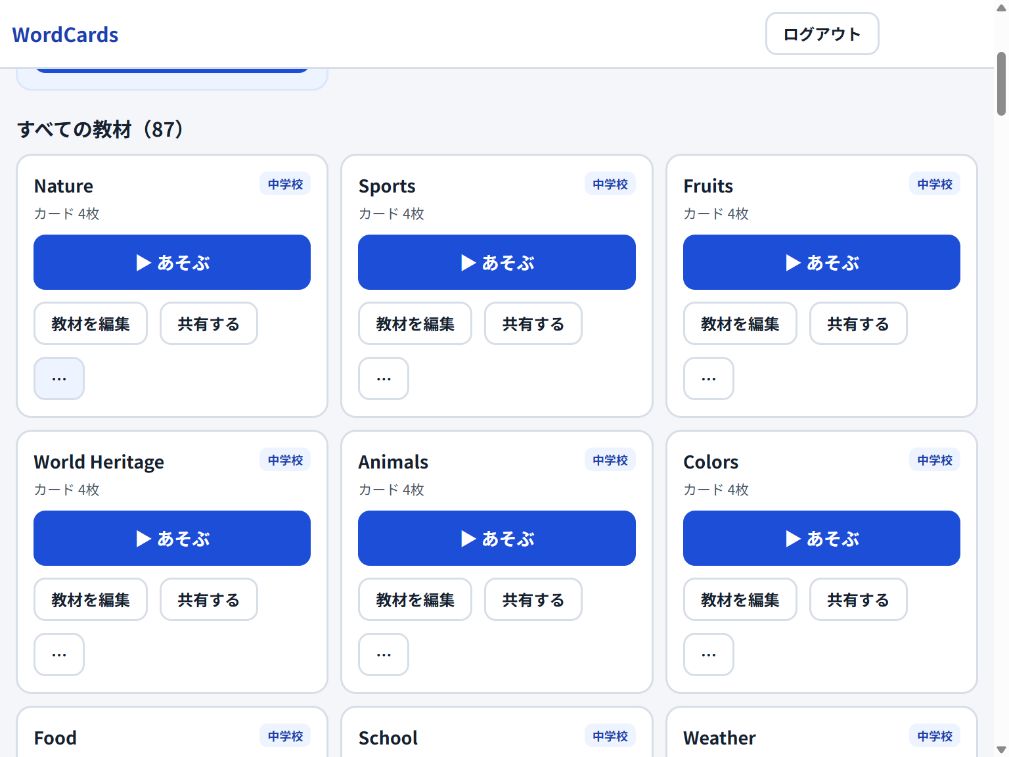 WordCards
ログアウト
すべての教材（87）
Nature
中学校
カード 4枚
▶ あそぶ
教材を編集
共有する
…
Sports
中学校
カード 4枚
▶ あそぶ
教材を編集
共有する
…
Fruits
中学校
カード 4枚
▶ あそぶ
教材を編集
共有する
…
World Heritage
中学校
カード 4枚
▶ あそぶ
教材を編集
共有する
…
Animals
中学校
カード 4枚
▶ あそぶ
教材を編集
共有する
…
Colors
中学校
カード 4枚
▶ あそぶ
教材を編集
共有する
…
Food
中学校
School
中学校
Weather
中学校